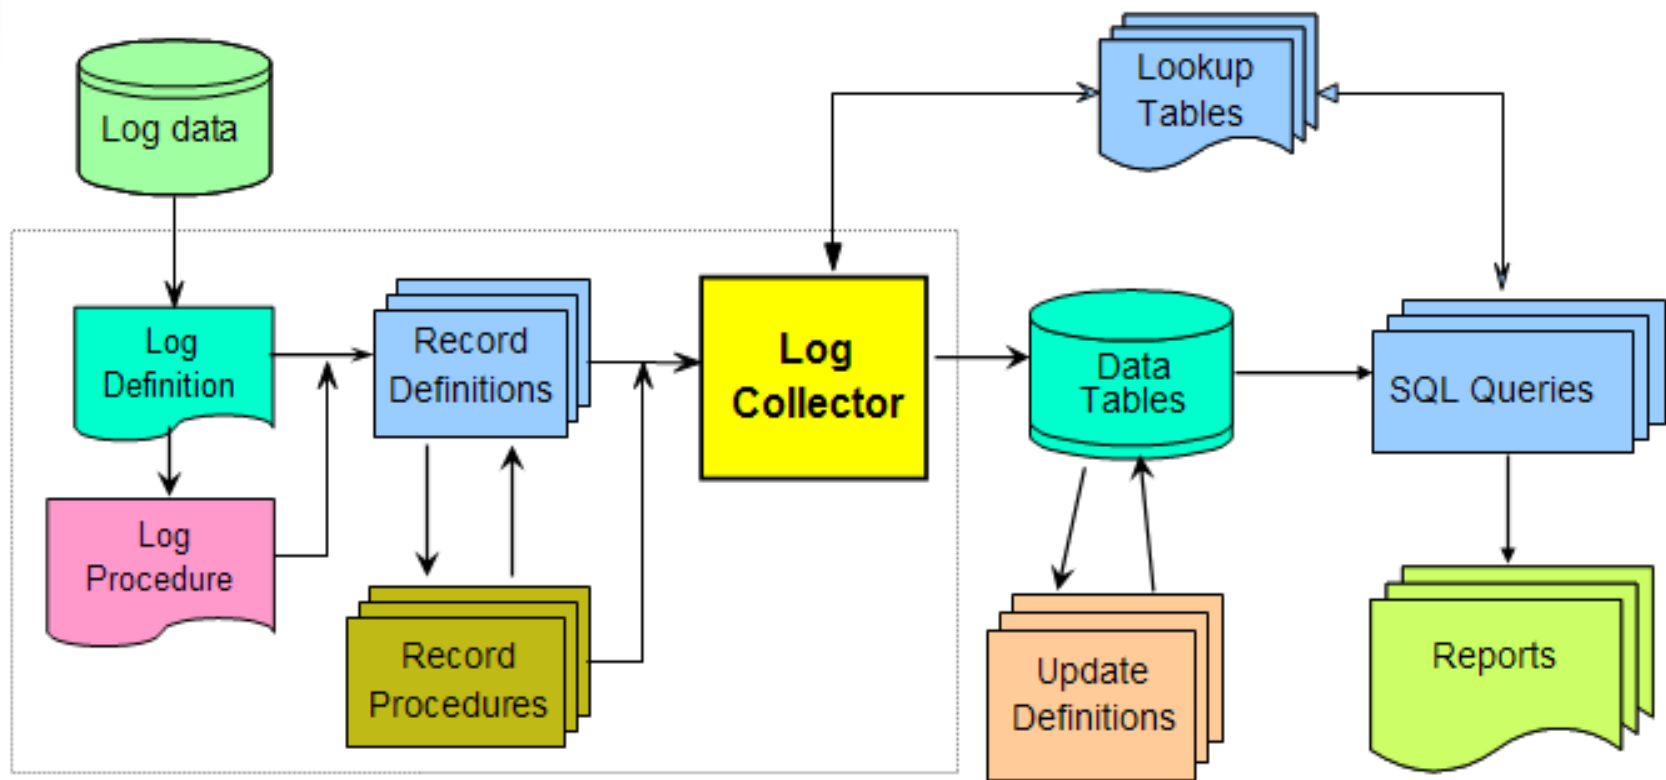 Log data
Lookup
Tables
Log
Definition
Record
Definitions
Log
Collector
Data
Tables
SQL Queries
Log
Procedure
Record
Procedures
Update
Definitions
Reports